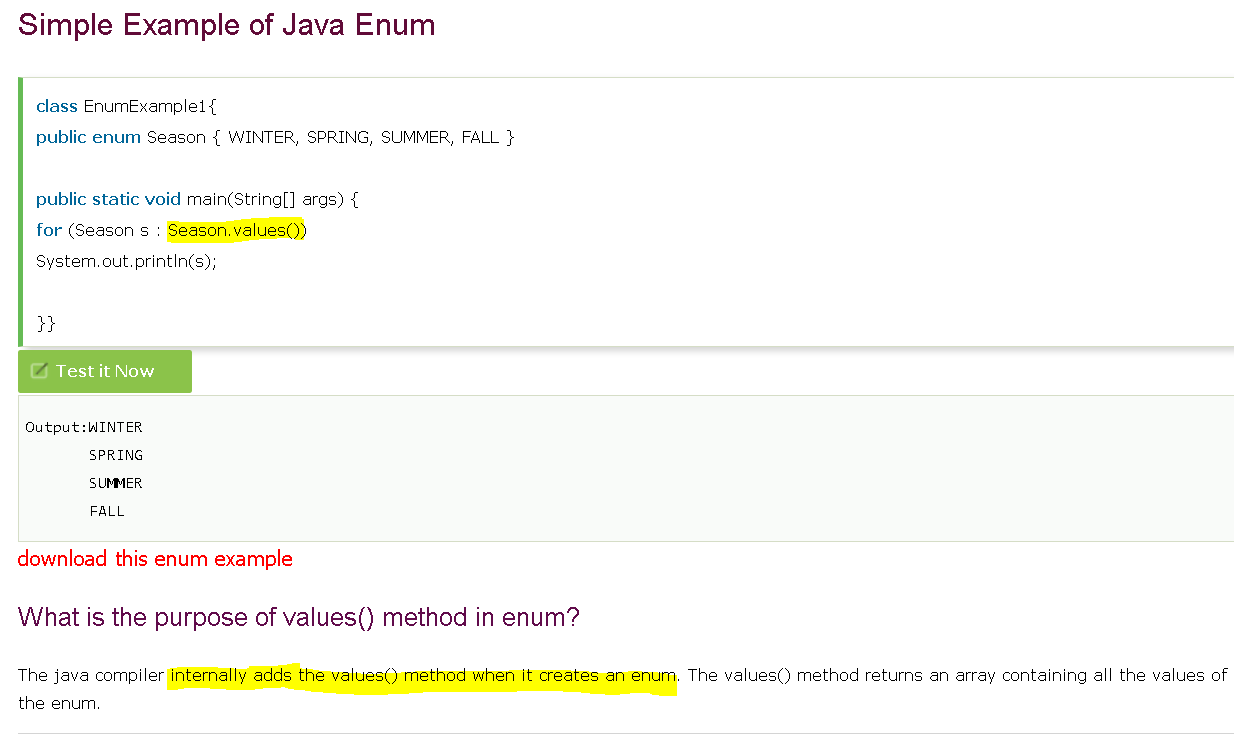 Simple Example of Java Enum
class EnumExample1{
public enum Season { WINTER, SPRING, SUMMER, FALL }
public static void main(String[] args) {
for (Season s : Season.values())
System.out.println(s);
}}
Test it Now
Output:WINTER
SPRING
SUMMER
FALL
download this enum example
What is the purpose of values() method in enum?
The java compiler internally adds the values() method when it creates an enum. The values() method returns an array containing all the values of
the enum.